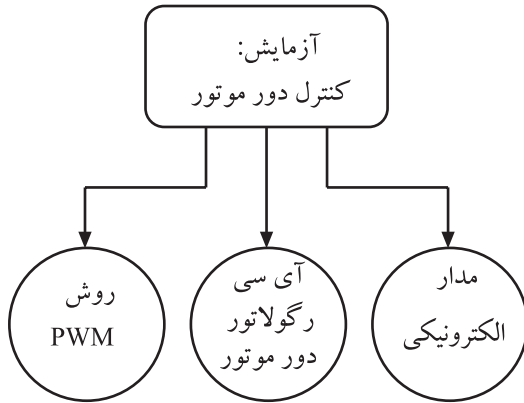 آزمایش:
کنترل دور موتور
مدار
الکترونیکی
آی سی
رگولاتور
دور موتور
روش
PWM